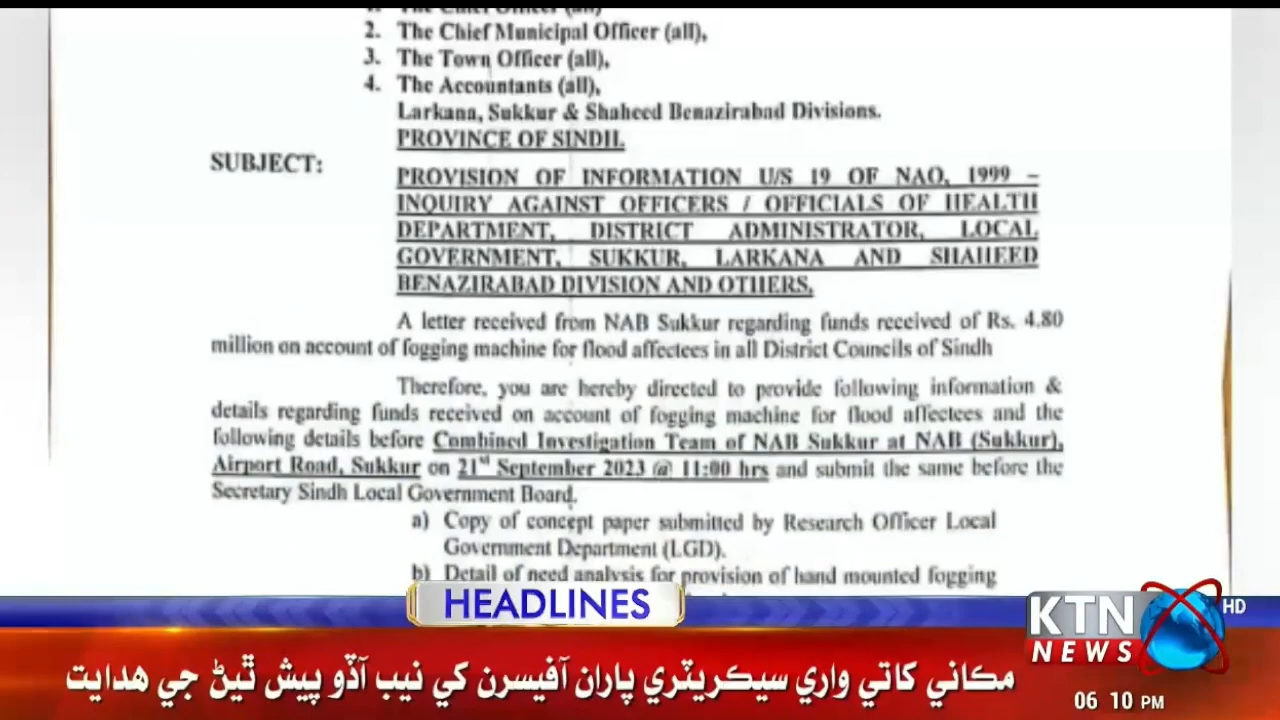 1. The Chief Officer (all)
2. The Chief Municipal Officer (all),
3. The Town Officer (all),
4. The Accountants (all),
Larkana, Sukkur & Shaheed Benazirabad Divisions.
PROVINCE OF SINDH.
SUBJECT:
PROVISION OF INFORMATION U/S 19 OF NAO, 1999 –
INQUIRY AGAINST OFFICERS / OFFICIALS OF HEALTH
DEPARTMENT, DISTRICT ADMINISTRATOR, LOCAL
GOVERNMENT, SUKKUR, LARKANA AND SHAHEED
BENAZIRABAD DIVISION AND OTHERS.
A letter received from NAB Sukkur regarding funds received of Rs. 4.80
million on account of fogging machine for flood affectees in all District Councils of Sindh
Therefore, you are hereby directed to provide following information &
details regarding funds received on account of fogging machine for flood affectees and the
following details before Combined Investigation Team of NAB Sukkur at NAB (Sukkur),
Airport Road, Sukkur on 21st September 2023 @ 11:00 hrs and submit the same before the
Secretary Sindh Local Government Board.
a) Copy of concept paper submitted by Research Officer Local
Government Department (LGD).
b) Detail of need analysis for provision of hand mounted fogging
HEADLINES
KTN
NEWS
HD
مڪاني کاتي واري سيڪريٽري پاران آفيسرن کي نيب آڏو پيش ٿيڻ جي هدايت
06 10 PM